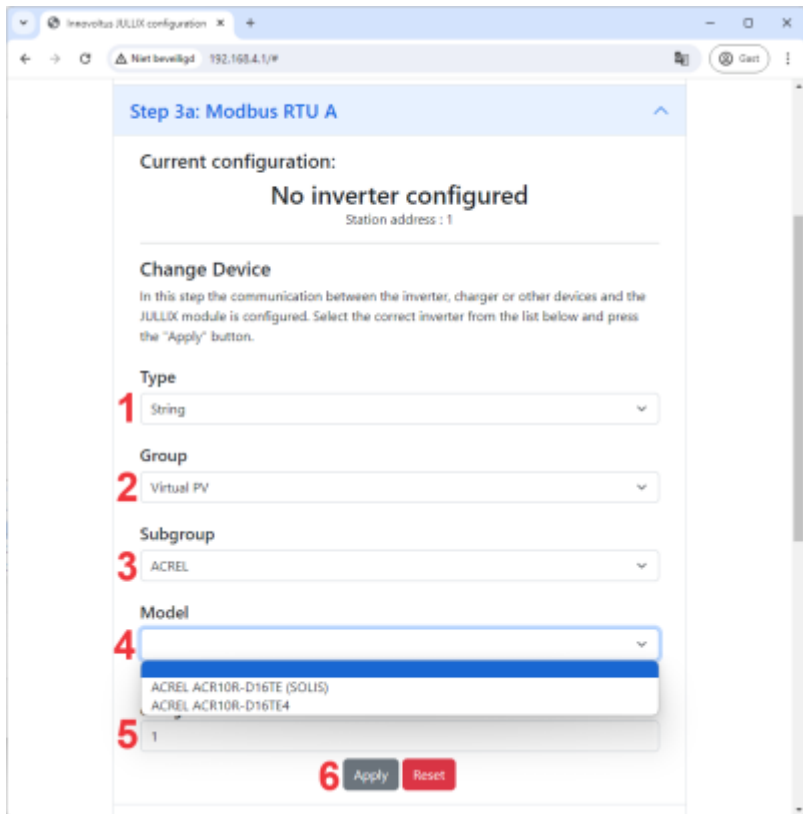 Innovoltus JULLIX configuration
Niet beveiligd 192.168.4.1/#
Gast
Step 3a: Modbus RTU A
Current configuration:
No inverter configured
Station address : 1
Change Device
In this step the communication between the inverter, charger or other devices and the
JULLIX module is configured. Select the correct inverter from the list below and press
the "Apply" button.
Type
1 String
Group
2 Virtual PV
Subgroup
3 ACREL
Model
4
ACREL ACR10R-D16TE (SOLIS)
ACREL ACR10R-D16TE4
5 1
6 Apply Reset